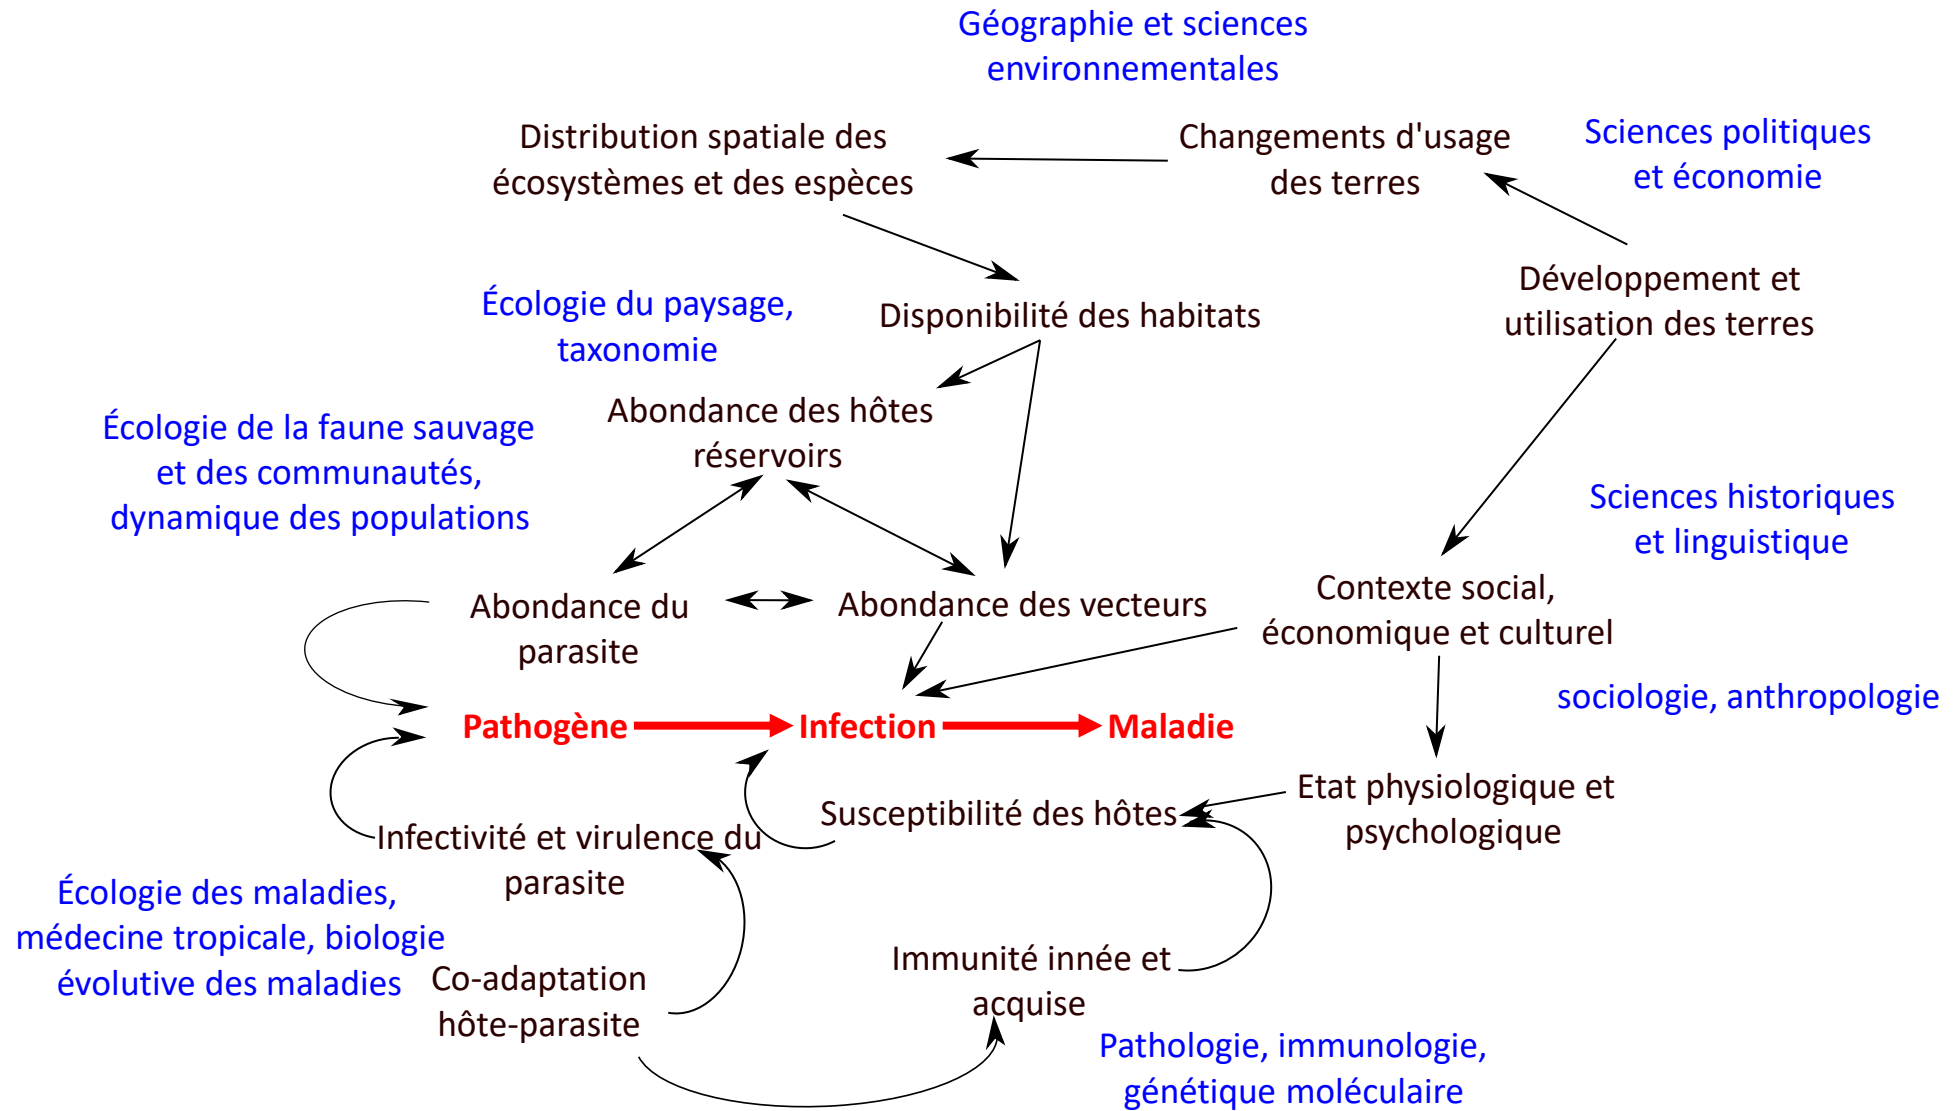 Géographie et sciences
environnementales
Distribution spatiale des
écosystèmes et des espèces
Changements d'usage
des terres
Sciences politiques
et économie
Développement et
utilisation des terres
Écologie du paysage,
taxonomie
Disponibilité des habitats
Abondance des hôtes
réservoirs
Écologie de la faune sauvage
et des communautés,
dynamique des populations
Sciences historiques
et linguistique
Abondance du
parasite
Abondance des vecteurs
Contexte social,
économique et culturel
sociologie, anthropologie
Pathogène Infection Maladie
Etat physiologique et
psychologique
Susceptibilité des hôtes
Infectivité et virulence du
parasite
Écologie des maladies,
médecine tropicale, biologie
évolutive des maladies
Co-adaptation
hôte-parasite
Immunité innée et
acquise
Pathologie, immunologie,
génétique moléculaire